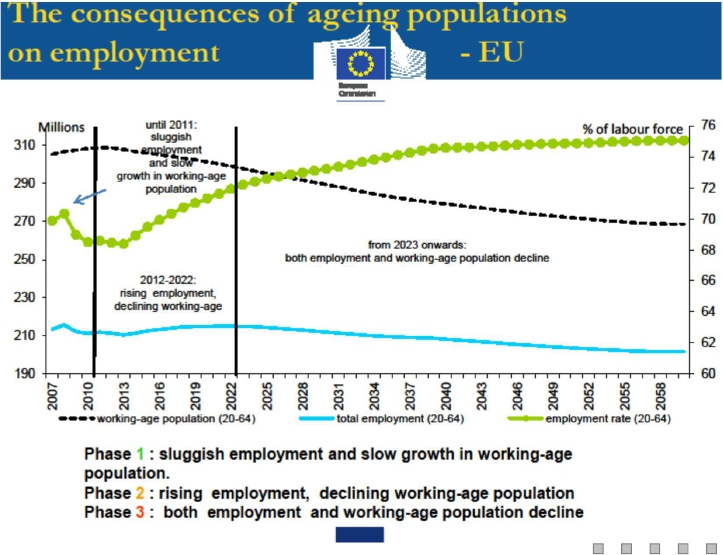 The consequences of ageing populations
on employment - EU
European
Commission
Millions
% of labour force
until 2011:
sluggish
employment
and slow
growth in working-age
population
2012-2022:
rising employment,
declining working-age
from 2023 onwards:
both employment and working-age population decline
310
290
270
250
230
210
190
76
74
72
70
68
66
64
62
60
2007
2010
2013
2016
2019
2022
2025
2028
2031
2034
2037
2040
2043
2046
2049
2052
2055
2058
working-age population (20-64) total employment (20-64) employment rate (20-64)
Phase 1 : sluggish employment and slow growth in working-age
population.
Phase 2 : rising employment, declining working-age population
Phase 3 : both employment and working-age population decline